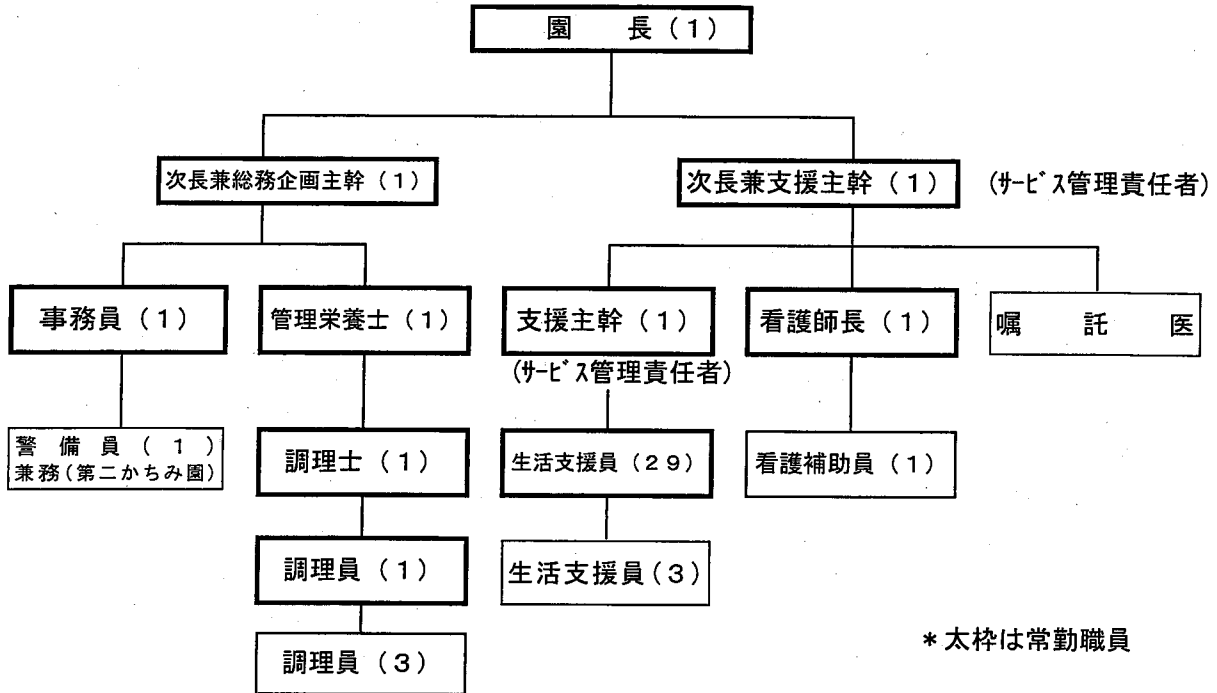 園　　長（１）
次長兼総務企画主幹（１）
次長兼支援主幹（１）
(ｻｰﾋﾞｽ管理責任者)
事務員（１）
管理栄養士（１）
支援主幹（１）
看護師長（１）
嘱　託　医
(ｻｰﾋﾞｽ管理責任者)
警備員（１）
兼務(第二かちみ園)
調理士（１）
生活支援員（２９）
看護補助員（１）
調理員（１）
生活支援員(３)
調理員（３）
＊太枠は常勤職員